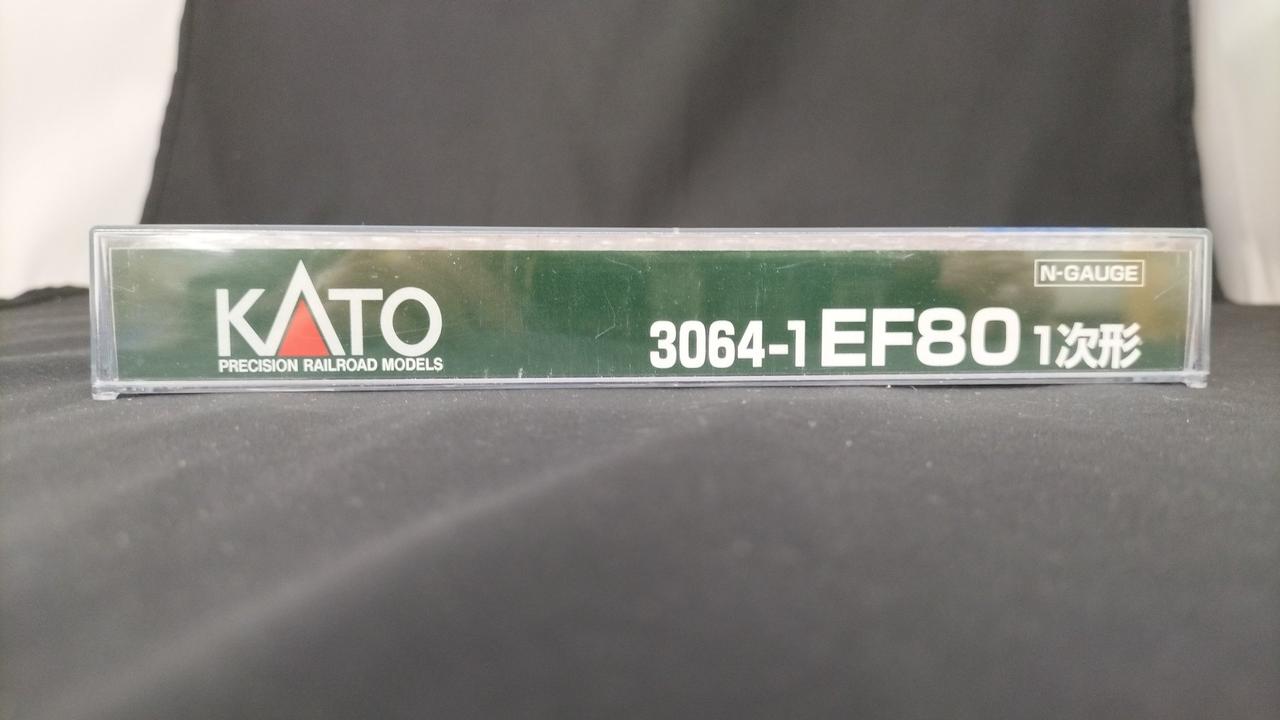 KATO
PRECISION RAILROAD MODELS
N-GAUGE
3064-1 EF80 1次形